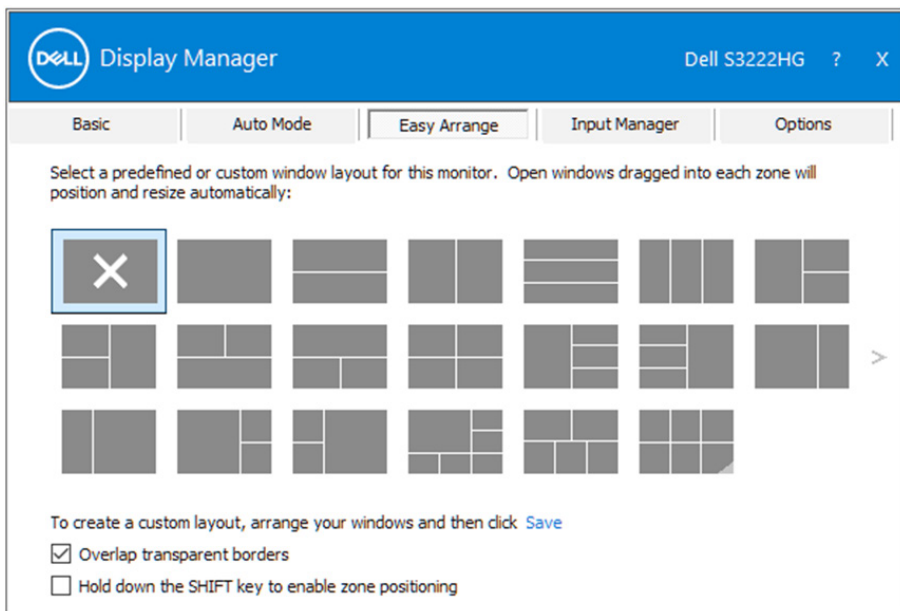 DELL Display Manager Dell S3222HG ? X
Basic Auto Mode Easy Arrange Input Manager Options
Select a predefined or custom window layout for this monitor. Open windows dragged into each zone will
position and resize automatically:
>
To create a custom layout, arrange your windows and then click Save
Overlap transparent borders
Hold down the SHIFT key to enable zone positioning